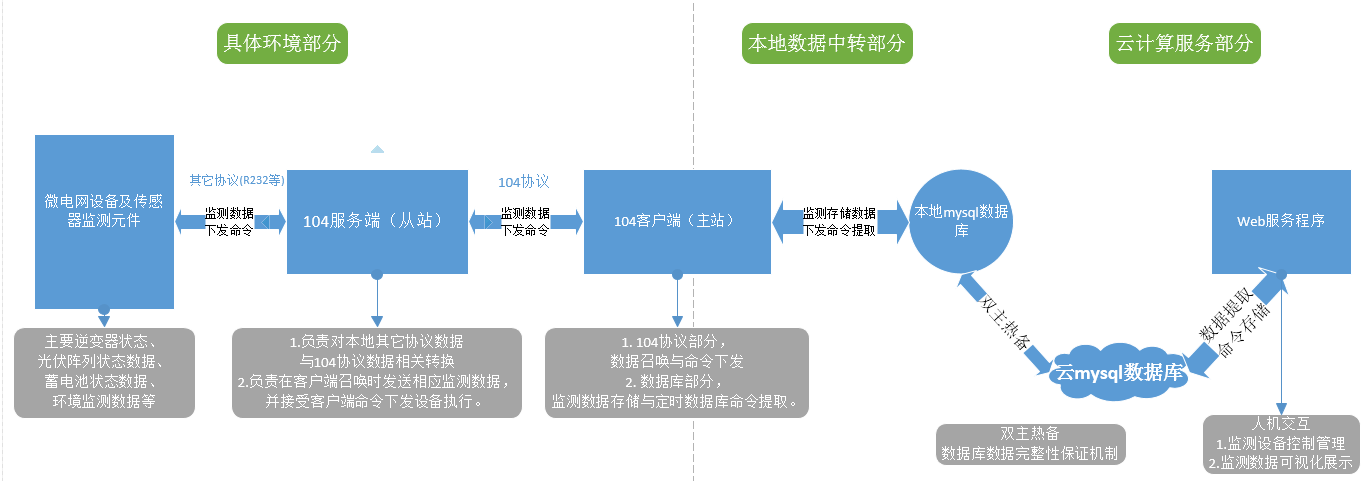 具体环境部分
本地数据中转部分
云计算服务部分
微电网设备及传感
器监测元件
其它协议(R232等)
监测数据
下发命令
104服务端（从站）
104协议
监测数据
下发命令
104客户端（主站）
监测存储数据
下发命令提取
本地mysql数据
库
Web服务程序
双主热备
云mysql数据库
数据提取
命令存储
主要逆变器状态、
光伏阵列状态数据、
蓄电池状态数据、
环境监测数据等
1.负责对本地其它协议数据
与104协议数据相关转换
2.负责在客户端召唤时发送相应监测数据，
并接受客户端命令下发设备执行。
1. 104协议部分，
数据召唤与命令下发
2. 数据库部分，
监测数据存储与定时数据库命令提取。
双主热备
数据库数据完整性保证机制
人机交互
1.监测设备控制管理
2.监测数据可视化展示